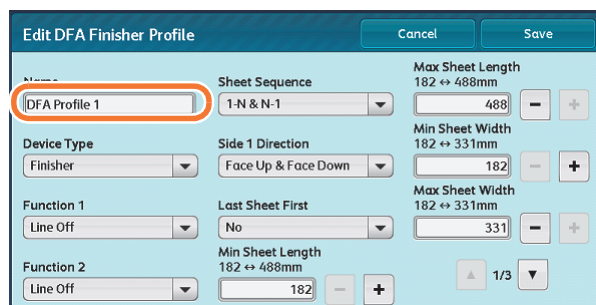 Edit DFA Finisher Profile
Cancel
Save
Name
DFA Profile 1
Device Type
Finisher
Function 1
Line Off
Function 2
Line Off
Sheet Sequence
1-N & N-1
Side 1 Direction
Face Up & Face Down
Last Sheet First
No
Min Sheet Length
182 ↔ 488mm
182
− +
Max Sheet Length
182 ↔ 488mm
488
− +
Min Sheet Width
182 ↔ 331mm
182
− +
Max Sheet Width
182 ↔ 331mm
331
− +
1/3